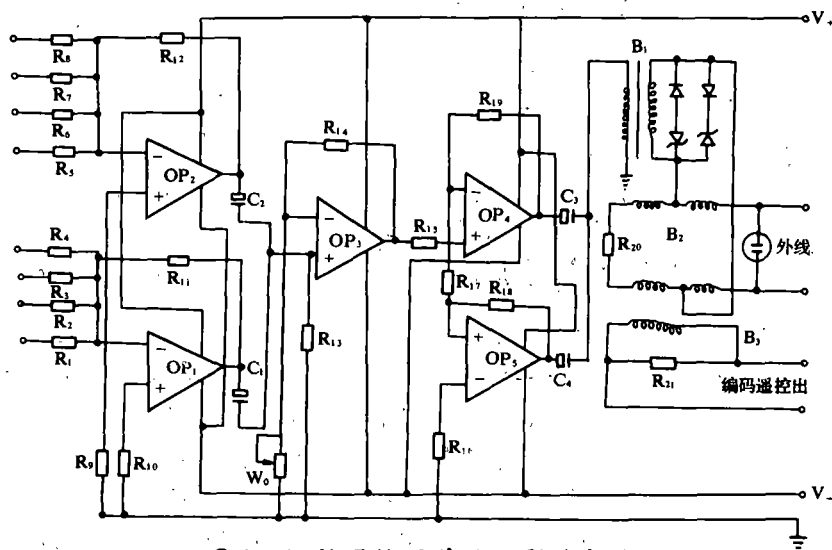 V₊
R₈
R₁₂
B₁
R₇
R₁₉
R₆
R₁₄
R₅
−
OP₂
+
C₂
−
OP₃
+
R₁₅
−
OP₄
+
C₃
B₂
R₂₀
外线
R₄
R₁₁
R₁₇
R₁₈
R₃
R₂
R₁₃
R₁
−
OP₁
+
C₁
+
OP₅
−
C₄
B₃
R₂₁
编码遥控出
R₉
R₁₀
W₀
R₁₆
V₋